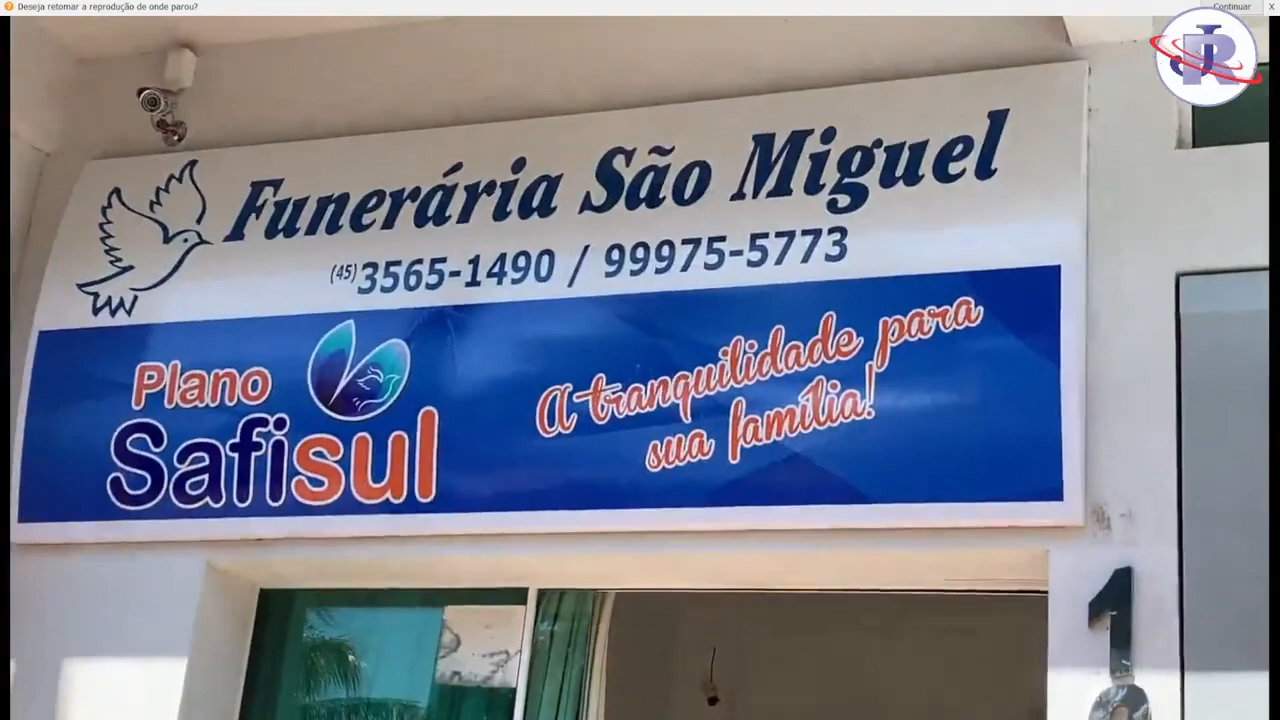 Deseja retomar a reprodução de onde parou?
Continuar
X
JR
Funerária São Miguel
(45) 3565-1490 / 99975-5773
Plano
Safisul
A tranquilidade para
sua família!
1